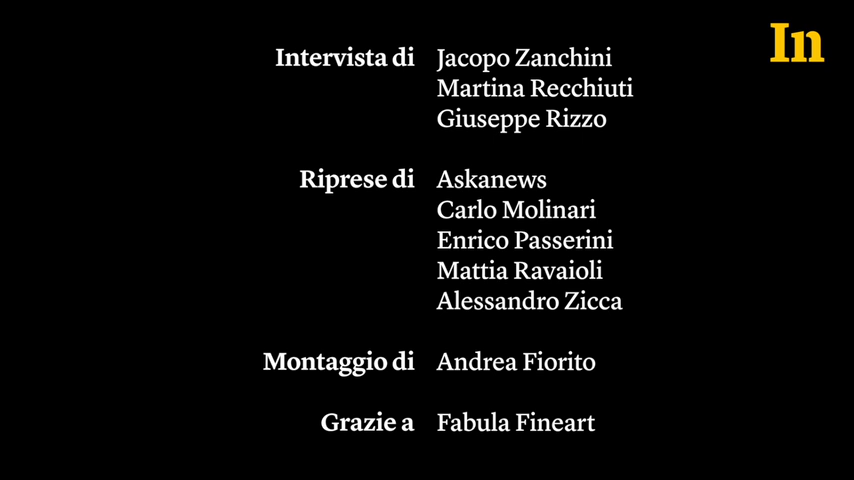 In
Intervista di Jacopo Zanchini
Martina Recchiuti
Giuseppe Rizzo
Riprese di Askanews
Carlo Molinari
Enrico Passerini
Mattia Ravaioli
Alessandro Zicca
Montaggio di Andrea Fiorito
Grazie a Fabula Fineart